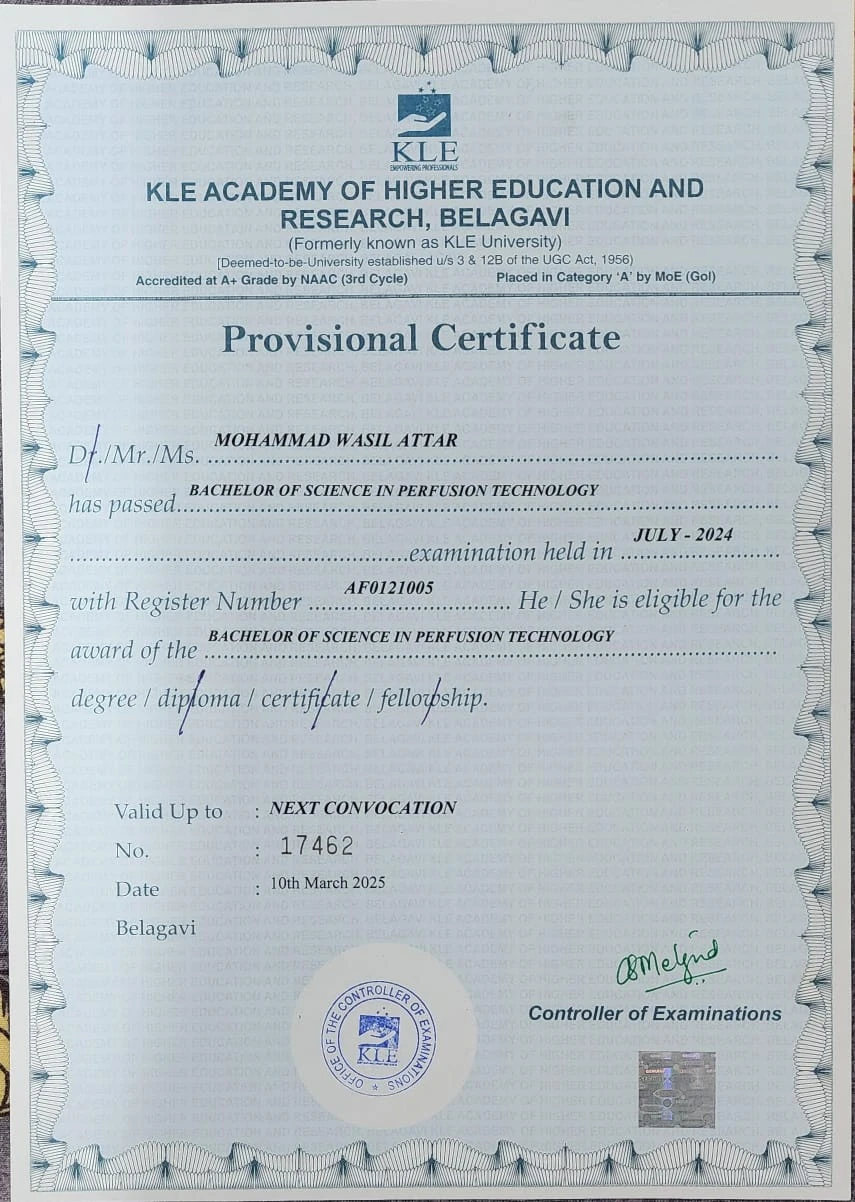 KLE
EMPOWERING PROFESSIONALS
KLE ACADEMY OF HIGHER EDUCATION AND
RESEARCH, BELAGAVI
(Formerly known as KLE University)
[Deemed-to-be-University established u/s 3 & 12B of the UGC Act, 1956)
Accredited at A+ Grade by NAAC (3rd Cycle) Placed in Category 'A' by MoE (GoI)
Provisional Certificate
Dr./Mr./Ms. MOHAMMAD WASIL ATTAR
has passed BACHELOR OF SCIENCE IN PERFUSION TECHNOLOGY
examination held in JULY - 2024
with Register Number AF0121005 He / She is eligible for the
award of the BACHELOR OF SCIENCE IN PERFUSION TECHNOLOGY
degree / diploma / certificate / fellowship.
Valid Up to : NEXT CONVOCATION
No. : 17462
Date : 10th March 2025
Belagavi
Controller of Examinations
OFFICE OF THE CONTROLLER OF EXAMINATIONS
KLE